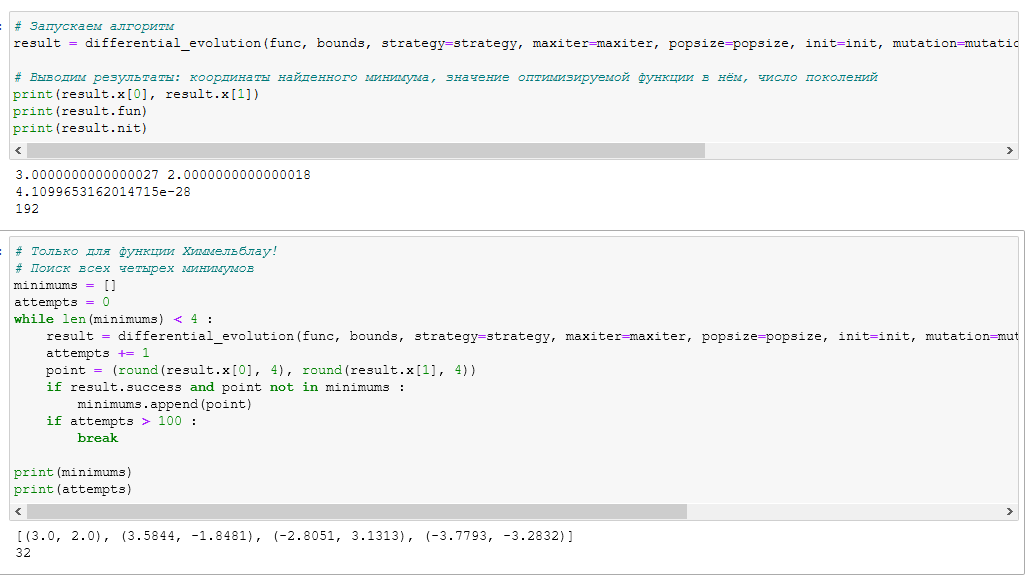 # Запускаем алгоритм
result = differential_evolution(func, bounds, strategy=strategy, maxiter=maxiter, popsize=popsize, init=init, mutation=mutatio
# Выводим результаты: координаты найденного минимума, значение оптимизируемой функции в нём, число поколений
print(result.x[0], result.x[1])
print(result.fun)
print(result.nit)
3.0000000000000027 2.0000000000000018
4.1099653162014715e-28
192
# Только для функции Химмельблау!
# Поиск всех четырех минимумов
minimums = []
attempts = 0
while len(minimums) < 4 :
    result = differential_evolution(func, bounds, strategy=strategy, maxiter=maxiter, popsize=popsize, init=init, mutation=mut
    attempts += 1
    point = (round(result.x[0], 4), round(result.x[1], 4))
    if result.success and point not in minimums :
        minimums.append(point)
    if attempts > 100 :
        break
print(minimums)
print(attempts)
[(3.0, 2.0), (3.5844, -1.8481), (-2.8051, 3.1313), (-3.7793, -3.2832)]
32